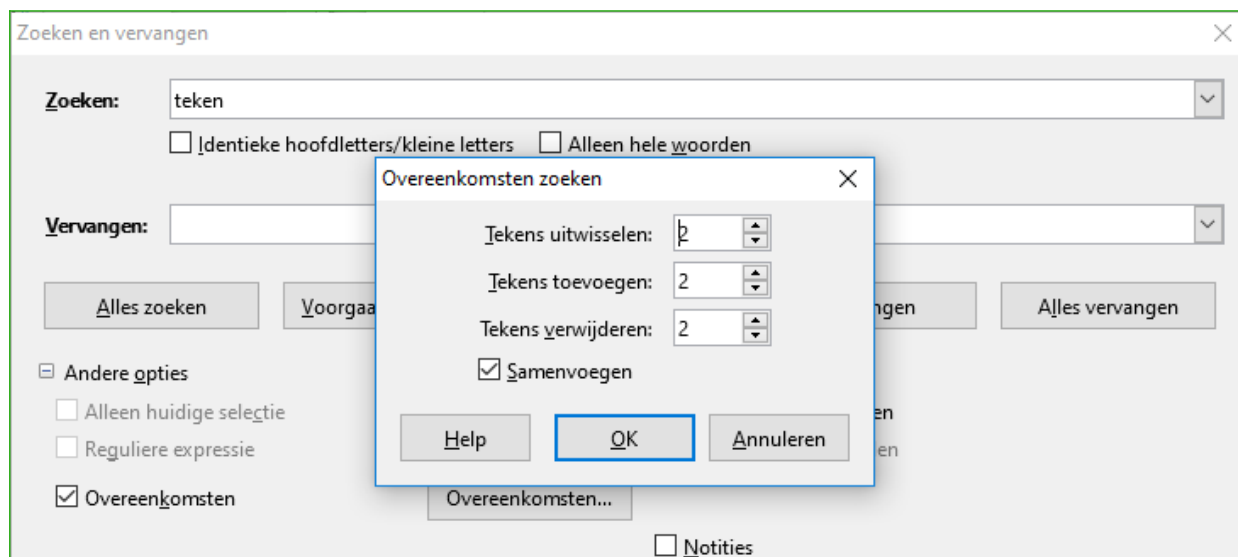 Zoeken en vervangen
Zoeken: teken
Identieke hoofdletters/kleine letters Alleen hele woorden
Overeenkomsten zoeken
Vervangen:
Tekens uitwisselen: 2
Tekens toevoegen: 2
Tekens verwijderen: 2
Samenvoegen
Help OK Annuleren
Alles zoeken Voorgaa ngen Alles vervangen
Andere opties
Alleen huidige selectie en
Reguliere expressie en
Overeenkomsten Overeenkomsten...
Notities